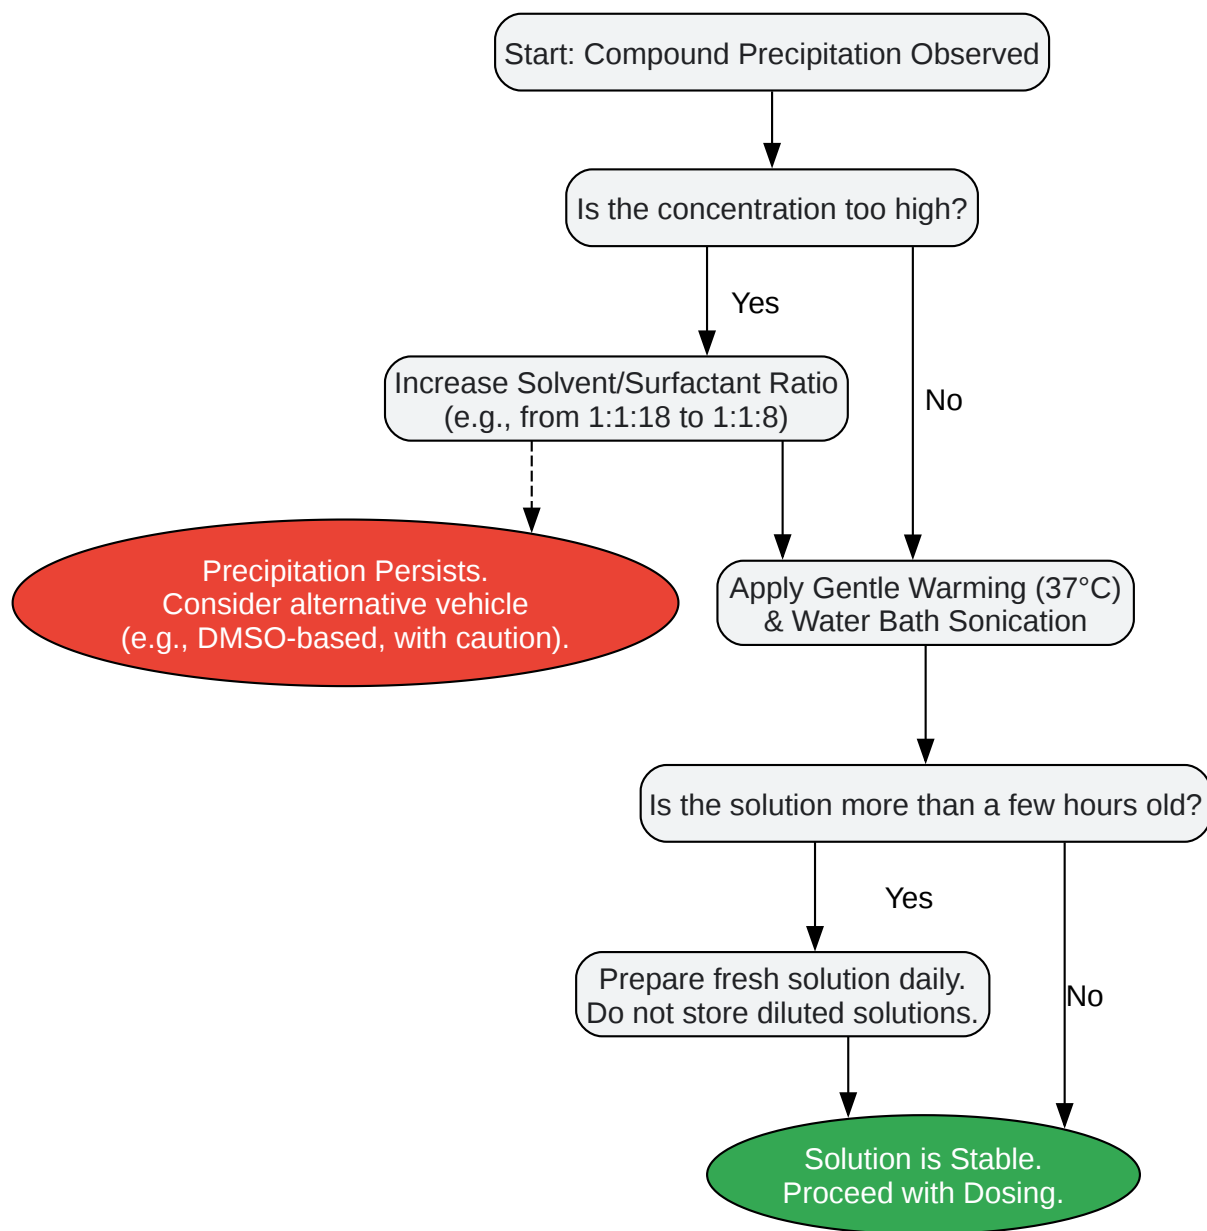 Start: Compound Precipitation Observed
Is the concentration too high?
Yes
Increase Solvent/Surfactant Ratio
(e.g., from 1:1:18 to 1:1:8)
No
Precipitation Persists.
Consider alternative vehicle
(e.g., DMSO-based, with caution).
Apply Gentle Warming (37°C)
& Water Bath Sonication
Is the solution more than a few hours old?
Yes
Prepare fresh solution daily.
Do not store diluted solutions.
No
Solution is Stable.
Proceed with Dosing.